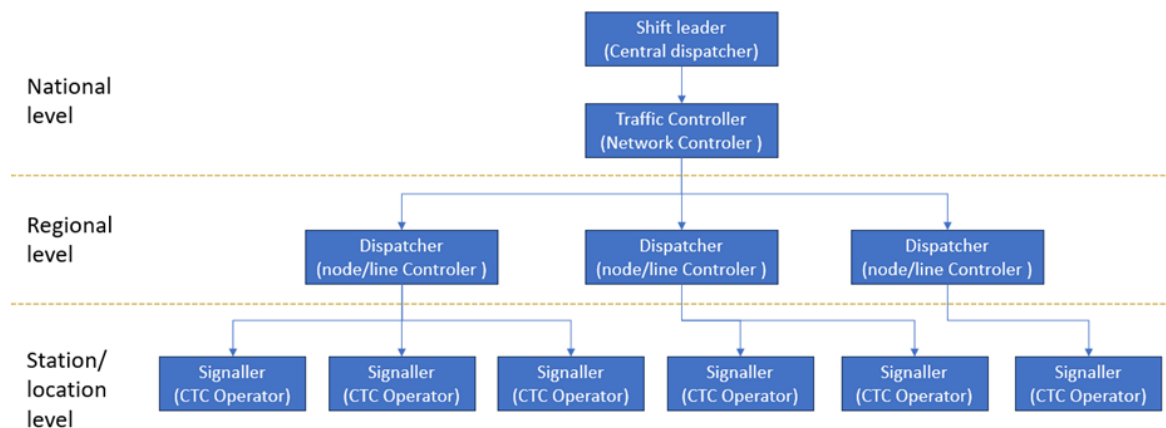 Shift leader
(Central dispatcher)
National
level
Traffic Controller
(Network Controler )
Regional
level
Dispatcher
(node/line Controler )
Dispatcher
(node/line Controler )
Dispatcher
(node/line Controler )
Station/
location
level
Signaller
(CTC Operator)
Signaller
(CTC Operator)
Signaller
(CTC Operator)
Signaller
(CTC Operator)
Signaller
(CTC Operator)
Signaller
(CTC Operator)